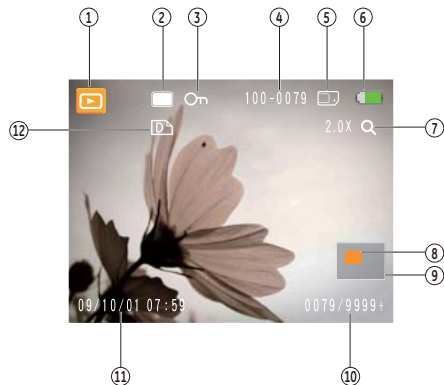 ① ② ③ ④ ⑤ ⑥
100-0079
⑫ D 2.0X ⑦
⑧
⑨
09/10/01 07:59 0079/9999+
⑪ ⑩